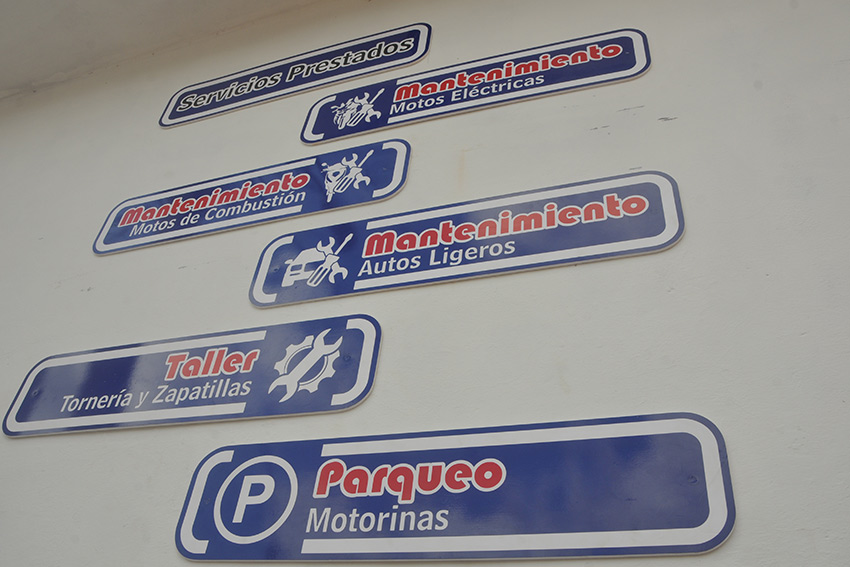 Servicios Prestados
Mantenimiento
Motos Eléctricas
Mantenimiento
Motos de Combustión
Mantenimiento
Autos Ligeros
Taller
Tornería y Zapatillas
P
Parqueo
Motorinas